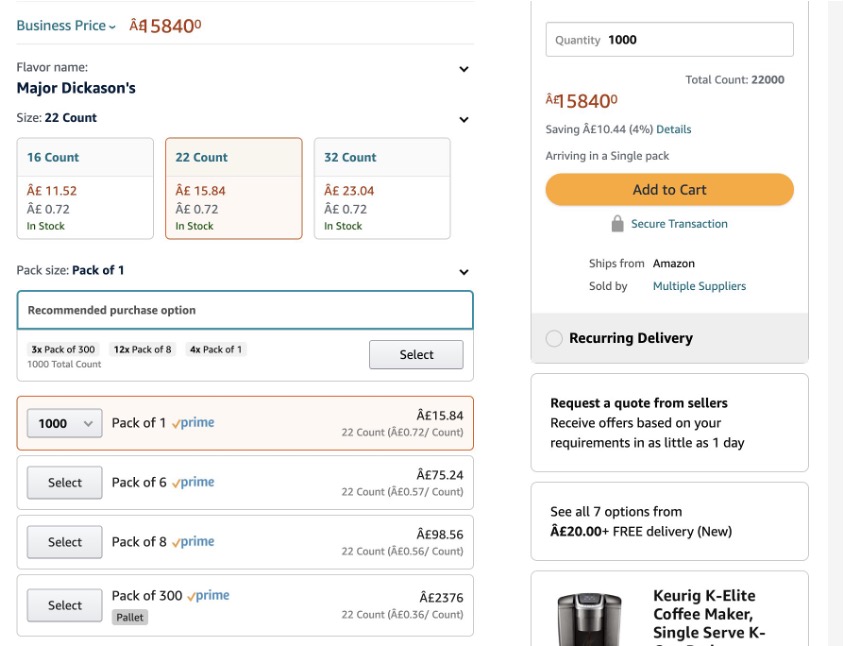 Business Price Â£15840⁰
Flavor name:
Major Dickason's
Size: 22 Count
16 Count
Â£ 11.52
Â£ 0.72
In Stock
22 Count
Â£ 15.84
Â£ 0.72
In Stock
32 Count
Â£ 23.04
Â£ 0.72
In Stock
Pack size: Pack of 1
Recommended purchase option
3x Pack of 300 12x Pack of 8 4x Pack of 1
1000 Total Count
Select
1000 Pack of 1 prime Â£15.84
22 Count (Â£0.72/ Count)
Select Pack of 6 prime Â£75.24
22 Count (Â£0.57/ Count)
Select Pack of 8 prime Â£98.56
22 Count (Â£0.56/ Count)
Select Pack of 300 prime Â£2376
Pallet 22 Count (Â£0.36/ Count)
Quantity 1000
Total Count: 22000
Â£15840⁰
Saving Â£10.44 (4%) Details
Arriving in a Single pack
Add to Cart
Secure Transaction
Ships from Amazon
Sold by Multiple Suppliers
Recurring Delivery
Request a quote from sellers
Receive offers based on your
requirements in as little as 1 day
See all 7 options from
Â£20.00+ FREE delivery (New)
Keurig K-Elite
Coffee Maker,
Single Serve K-